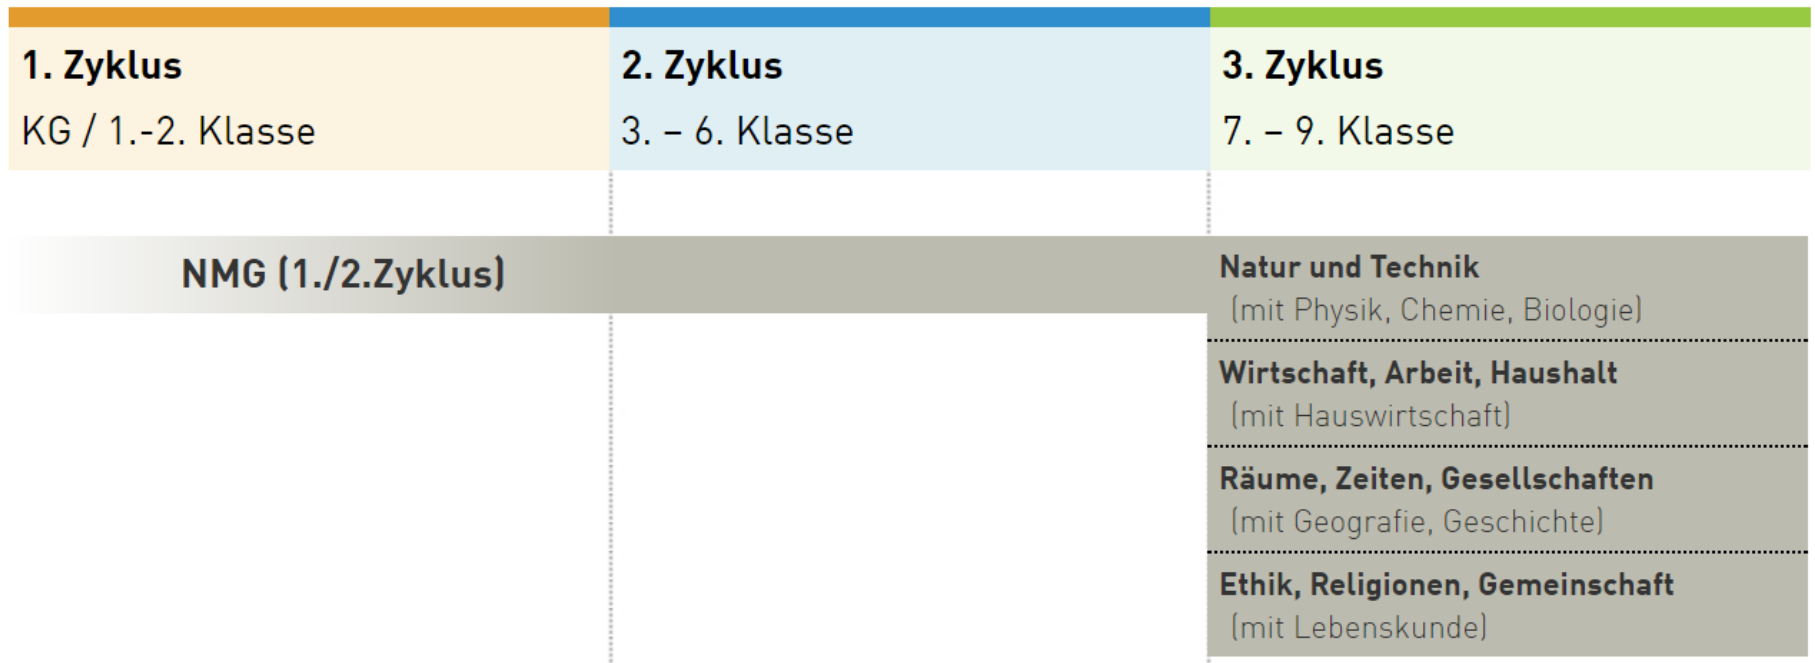 1. Zyklus
KG / 1.-2. Klasse
2. Zyklus
3. – 6. Klasse
3. Zyklus
7. – 9. Klasse
NMG (1./2.Zyklus)
Natur und Technik
(mit Physik, Chemie, Biologie)
Wirtschaft, Arbeit, Haushalt
(mit Hauswirtschaft)
Räume, Zeiten, Gesellschaften
(mit Geografie, Geschichte)
Ethik, Religionen, Gemeinschaft
(mit Lebenskunde)